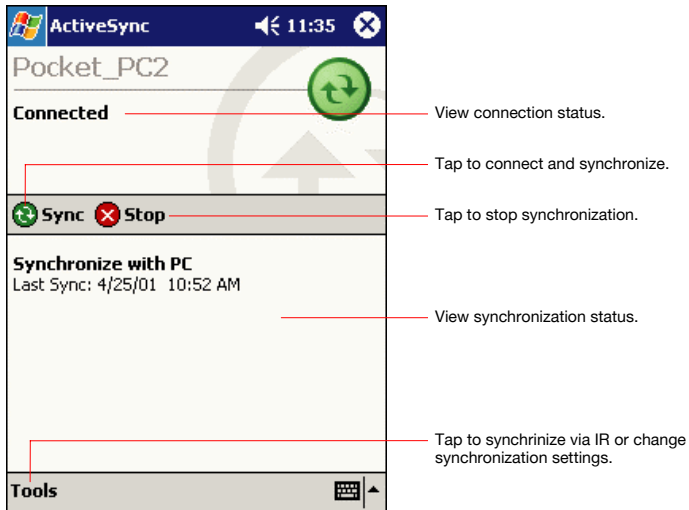 ActiveSync 11:35
Pocket_PC2
Connected
View connection status.
Tap to connect and synchronize.
Sync Stop
Tap to stop synchronization.
Synchronize with PC
Last Sync: 4/25/01 10:52 AM
View synchronization status.
Tap to synchrinize via IR or change
synchronization settings.
Tools